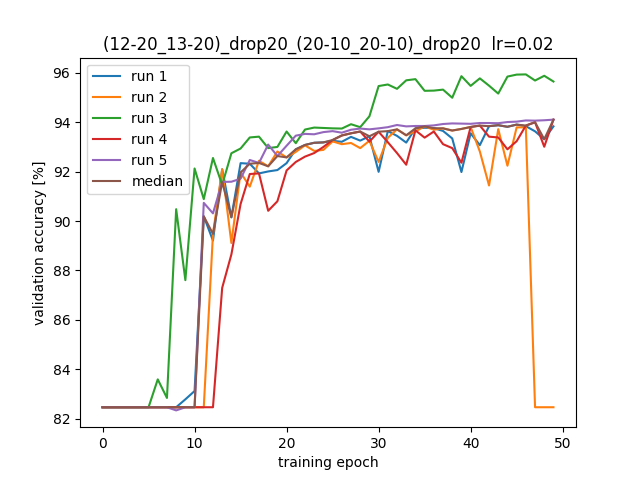 (12-20_13-20)_drop20_(20-10_20-10)_drop20 lr=0.02
validation accuracy [%]
96
94
92
90
88
86
84
82
run 1
run 2
run 3
run 4
run 5
median
0
10
20
30
40
50
training epoch